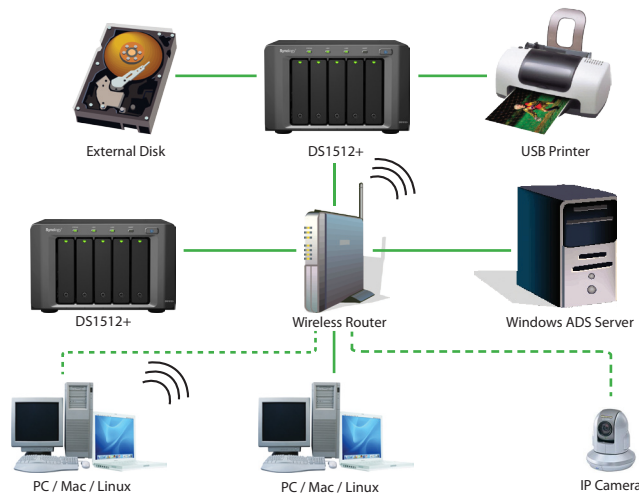 External Disk
DS1512+
USB Printer
DS1512+
Wireless Router
Windows ADS Server
PC / Mac / Linux
PC / Mac / Linux
IP Camera